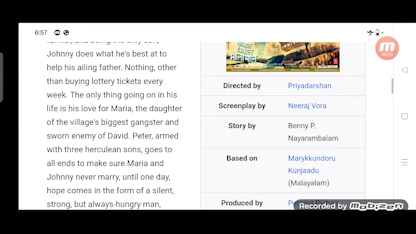 6:57
Johnny does what he's best at to
help his ailing father. Nothing, other
than buying lottery tickets every
week. The only thing going on in his
life is his love for Maria, the daughter
of the village's biggest gangster and
sworn enemy of David. Peter, armed
with three herculean sons, goes to
all ends to make sure Maria and
Johnny never marry, until one day,
hope comes in the form of a silent,
strong, but always-hungry man,
Directed by Priyadarshan
Screenplay by Neeraj Vora
Story by Benny P.
Nayarambalam
Based on Marykkundoru
Kunjaadu
(Malayalam)
Produced by
Recorded by Mobizen